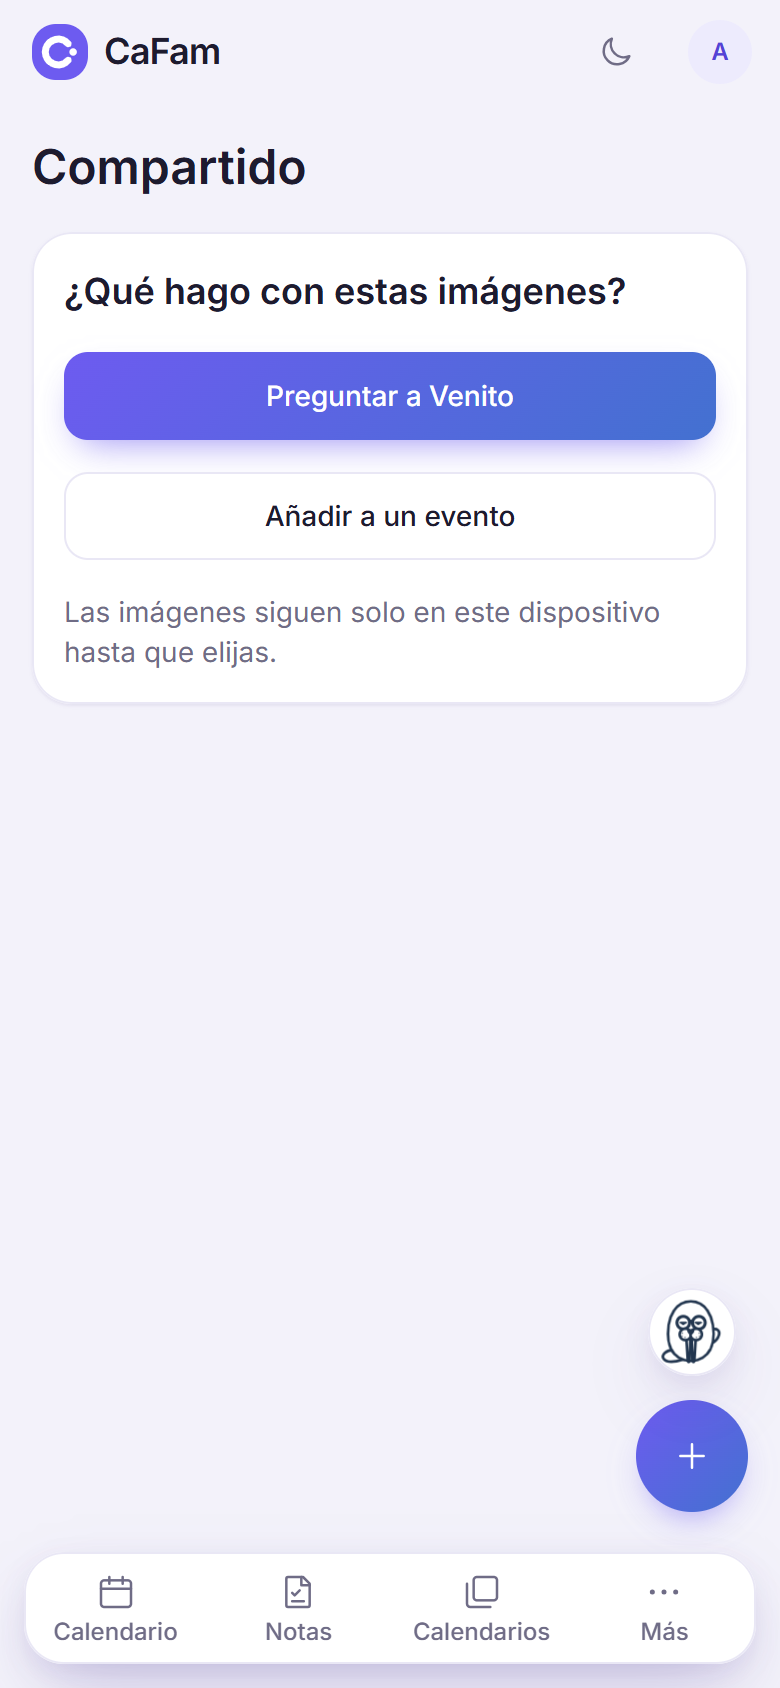 CaFam
A
Compartido
¿Qué hago con estas imágenes?
Preguntar a Venito
Añadir a un evento
Las imágenes siguen solo en este dispositivo
hasta que elijas.
Calendario
Notas
Calendarios
Más